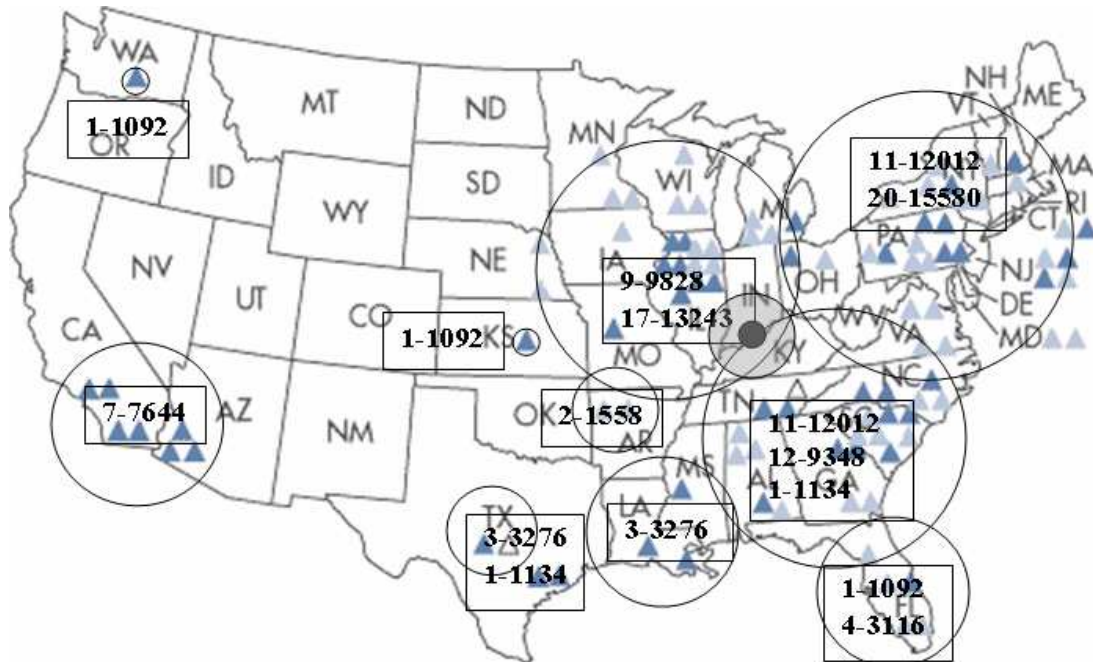 WA
1-1092
OR
MT
ID
WY
NV
UT
CA
AZ
CO
NM
ND
SD
NE
1-1092
KS
OK
2-1558
AR
TX
3-3276
1-1134
LA
3-3276
MS
MN
WI
IA
MO
9-9828
17-13243
IN
KY
OH
PA
NH
VT
ME
MA
RI
CT
NJ
DE
MD
11-12012
20-15580
NC
TN
11-12012
12-9348
1-1134
GA
1-1092
4-3116
FL
7-7644